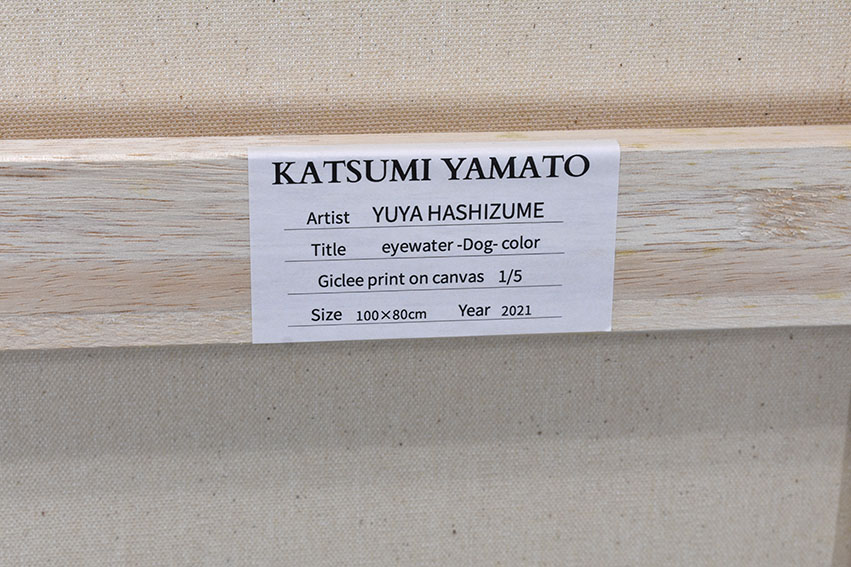 KATSUMI YAMATO
Artist YUYA HASHIZUME
Title eyewater -Dog- color
Giclee print on canvas 1/5
Size 100×80cm Year 2021